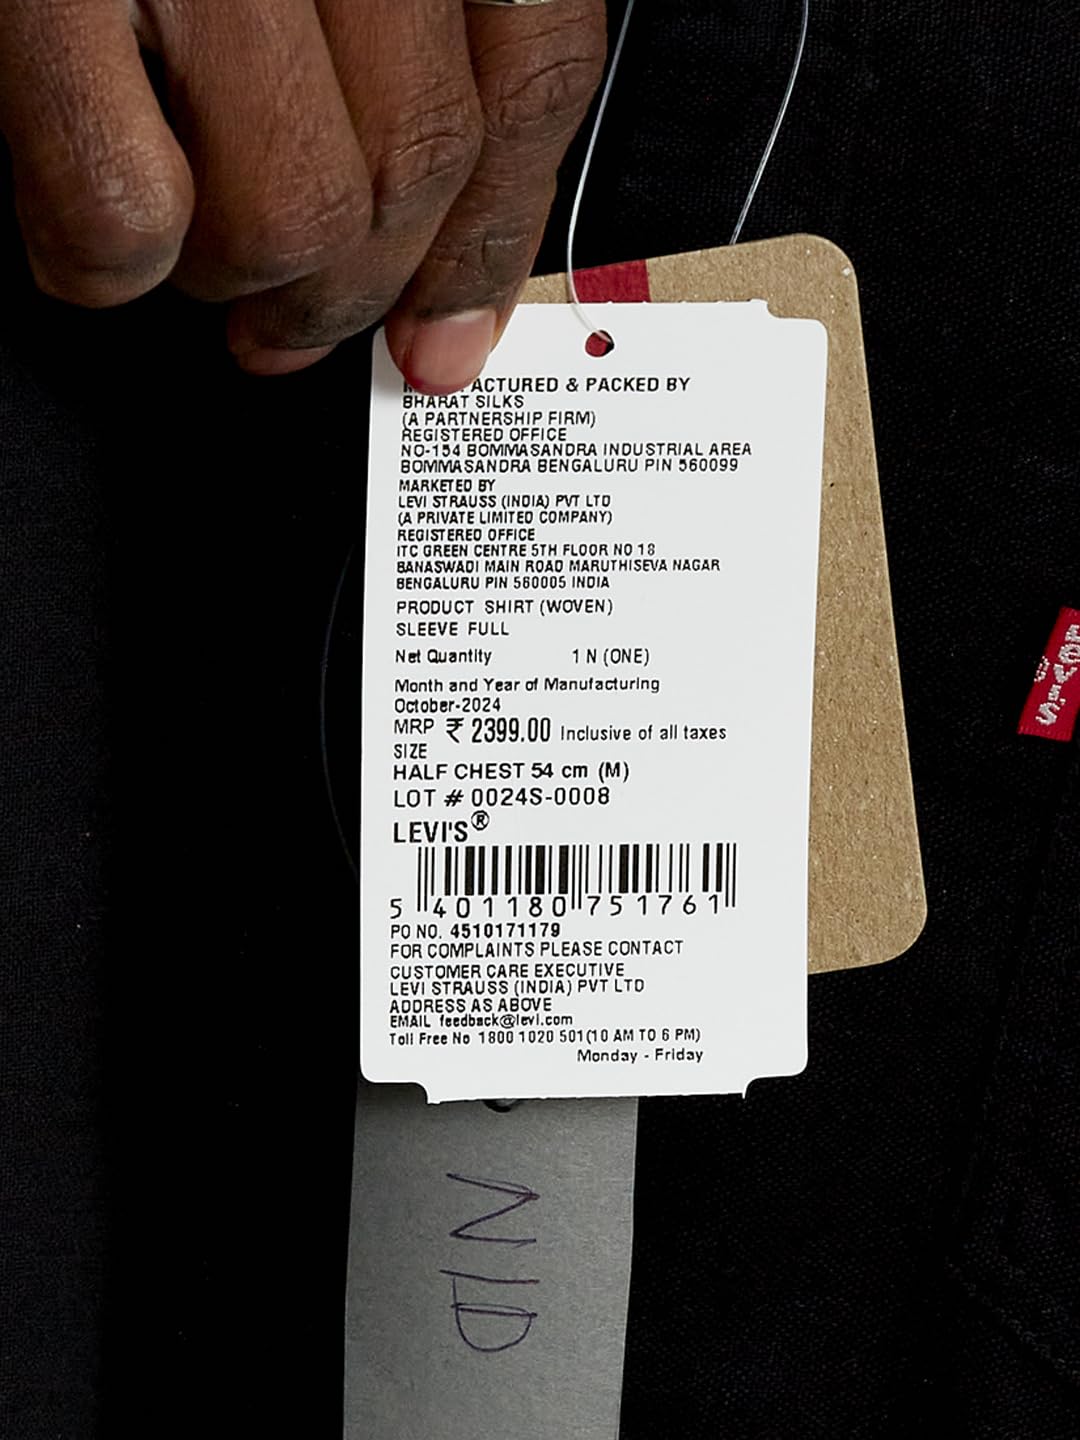 ACTURED & PACKED BY
BHARAT SILKS
(A PARTNERSHIP FIRM)
REGISTERED OFFICE
NO-154 BOMMASANDRA INDUSTRIAL AREA
BOMMASANDRA BENGALURU PIN 560099
MARKETED BY
LEVI STRAUSS (INDIA) PVT LTD
(A PRIVATE LIMITED COMPANY)
REGISTERED OFFICE
ITC GREEN CENTRE 5TH FLOOR NO 18
BANASWADI MAIN ROAD MARUTHISEVA NAGAR
BENGALURU PIN 560005 INDIA
PRODUCT SHIRT (WOVEN)
SLEEVE FULL
Net Quantity 1 N (ONE)
Month and Year of Manufacturing
October-2024
MRP ₹ 2399.00 Inclusive of all taxes
SIZE
HALF CHEST 54 cm (M)
LOT # 0024S-0008
LEVI'S®
5 401180 751761
PO NO. 4510171179
FOR COMPLAINTS PLEASE CONTACT
CUSTOMER CARE EXECUTIVE
LEVI STRAUSS (INDIA) PVT LTD
ADDRESS AS ABOVE
EMAIL feedback@levi.com
Toll Free No 1800 1020 501(10 AM TO 6 PM)
Monday - Friday